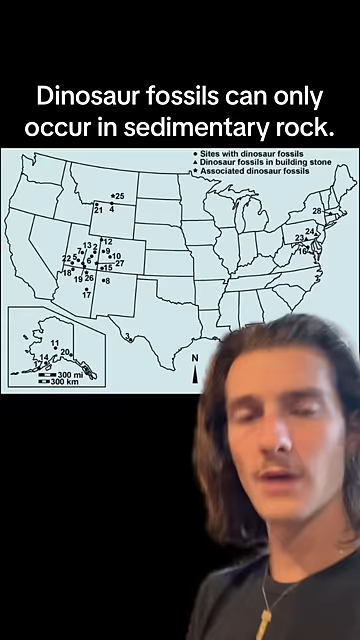 Dinosaur fossils can only
occur in sedimentary rock.
● Sites with dinosaur fossils
▲ Dinosaur fossils in building stone
★ Associated dinosaur fossils
25
21 4
28
24
23
16
13 2 12
7 9
5 10
22 6 27
18 15
19 26 8
17
3
11
20
14
N
300 mi
300 km